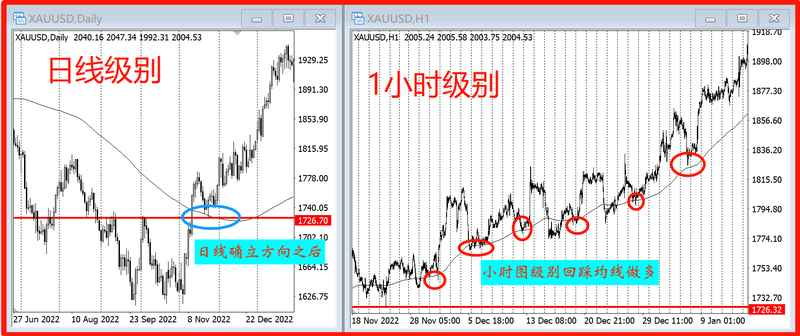 XAUUSD,Daily
XAUUSD,Daily 2040.16 2047.34 1992.31 2004.53
日线级别
1929.25
1891.50
1852.80
1815.05
1777.30
1740.05
1726.70
1702.10
1664.35
1626.75
日线确立方向之后
27 Jun 2022 10 Aug 2022 23 Sep 2022 8 Nov 2022 22 Dec 2022
XAUUSD,H1
XAUUSD,H1 2005.24 2005.58 2003.75 2004.53
1小时级别
1918.70
1898.00
1877.30
1856.60
1836.20
1815.50
1794.80
1774.10
1753.40
1732.70
1726.32
小时图级别回踩均线做多
18 Nov 2022 28 Nov 05:00 5 Dec 18:00 13 Dec 08:00 20 Dec 21:00 29 Dec 11:00 9 Jan 01:00